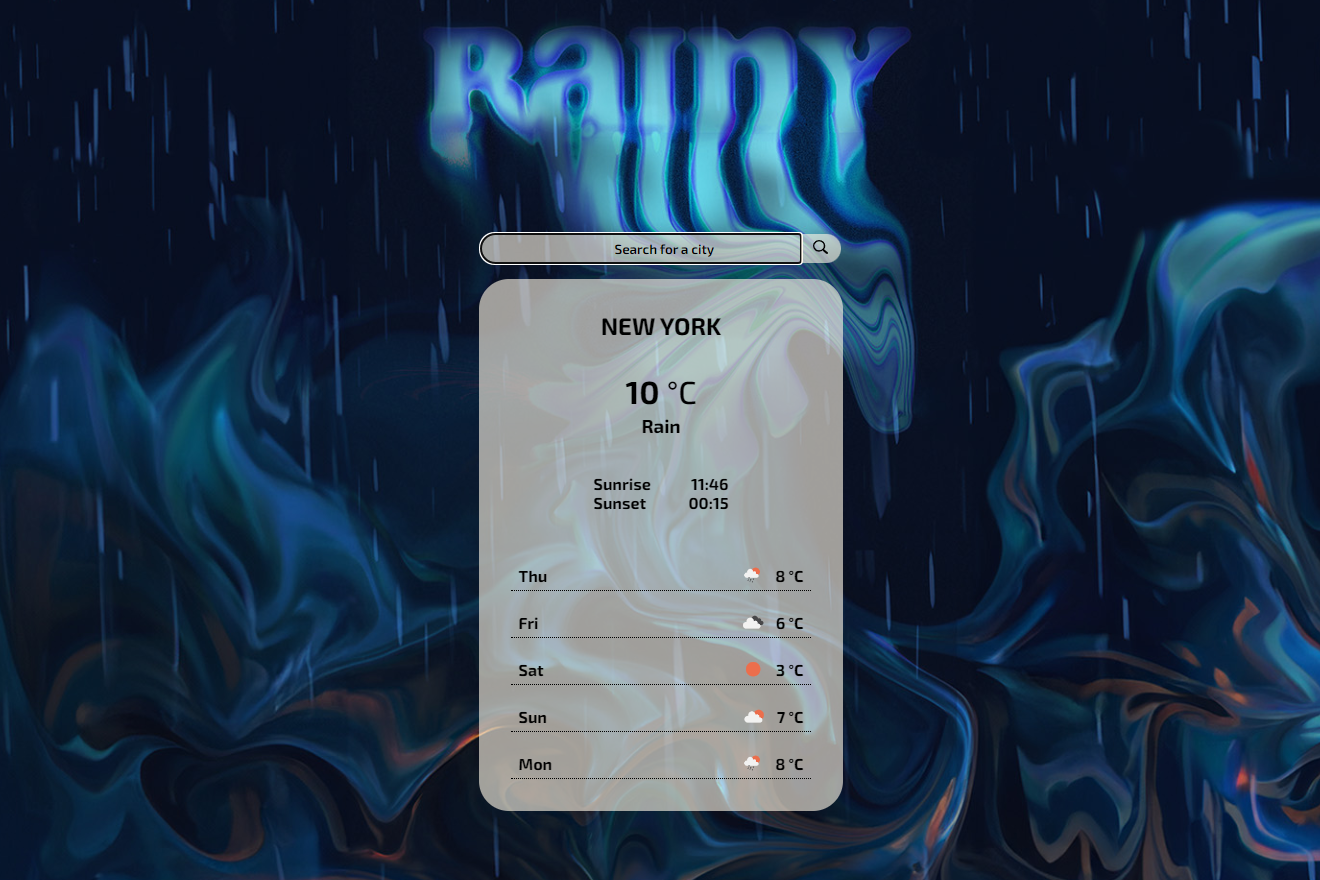 RAINY
Search for a city
NEW YORK
10 °C
Rain
Sunrise 11:46
Sunset 00:15
Thu 8 °C
Fri 6 °C
Sat 3 °C
Sun 7 °C
Mon 8 °C